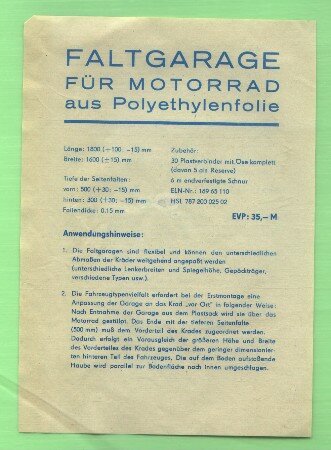 FALTGARAGE
FÜR MOTORRAD
aus Polyethylenfolie
Länge: 1800 (+100; -15) mm
Breite: 1600 (±15) mm
Tiefe der Seitenfalten:
vorn: 500 (+30; -15) mm
hinten: 300 (+30; -15) mm
Foliendicke: 0,15 mm
Zubehör:
30 Plastverbinder mit Öse komplett
(davon 5 als Reserve)
6 m endverfestigte Schnur
ELN-Nr.: 169 65 110
HSL 787 200 025 02
EVP: 35,— M
Anwendungshinweise:
1. Die Faltgaragen sind flexibel und können den unterschiedlichen
Abmaßen der Kräder weitgehend angepaßt werden
(unterschiedliche Lenkerbreiten und Spiegelhöhe, Gepäckträger,
verschiedene Typen usw.).
2. Die Fahrzeugtypenvielfalt erfordert bei der Erstmontage eine
Anpassung der Garage an das Krad „vor Ort" in folgender Weise:
Nach Entnahme der Garage aus dem Plastsack wird sie über das
Motorrad gestülpt. Das Ende mit der tieferen Seitenfalte
(500 mm) muß dem Vorderteil des Krades zugeordnet werden.
Dadurch erfolgt ein Vorausgleich der größeren Höhe und Breite
des Vorderteiles des Krades gegenüber dem geringer dimensionier-
ten hinteren Teil des Fahrzeuges. Die auf dem Boden aufstoßende
Haube wird parallel zur Bodenfläche nach innen umgeschlagen.